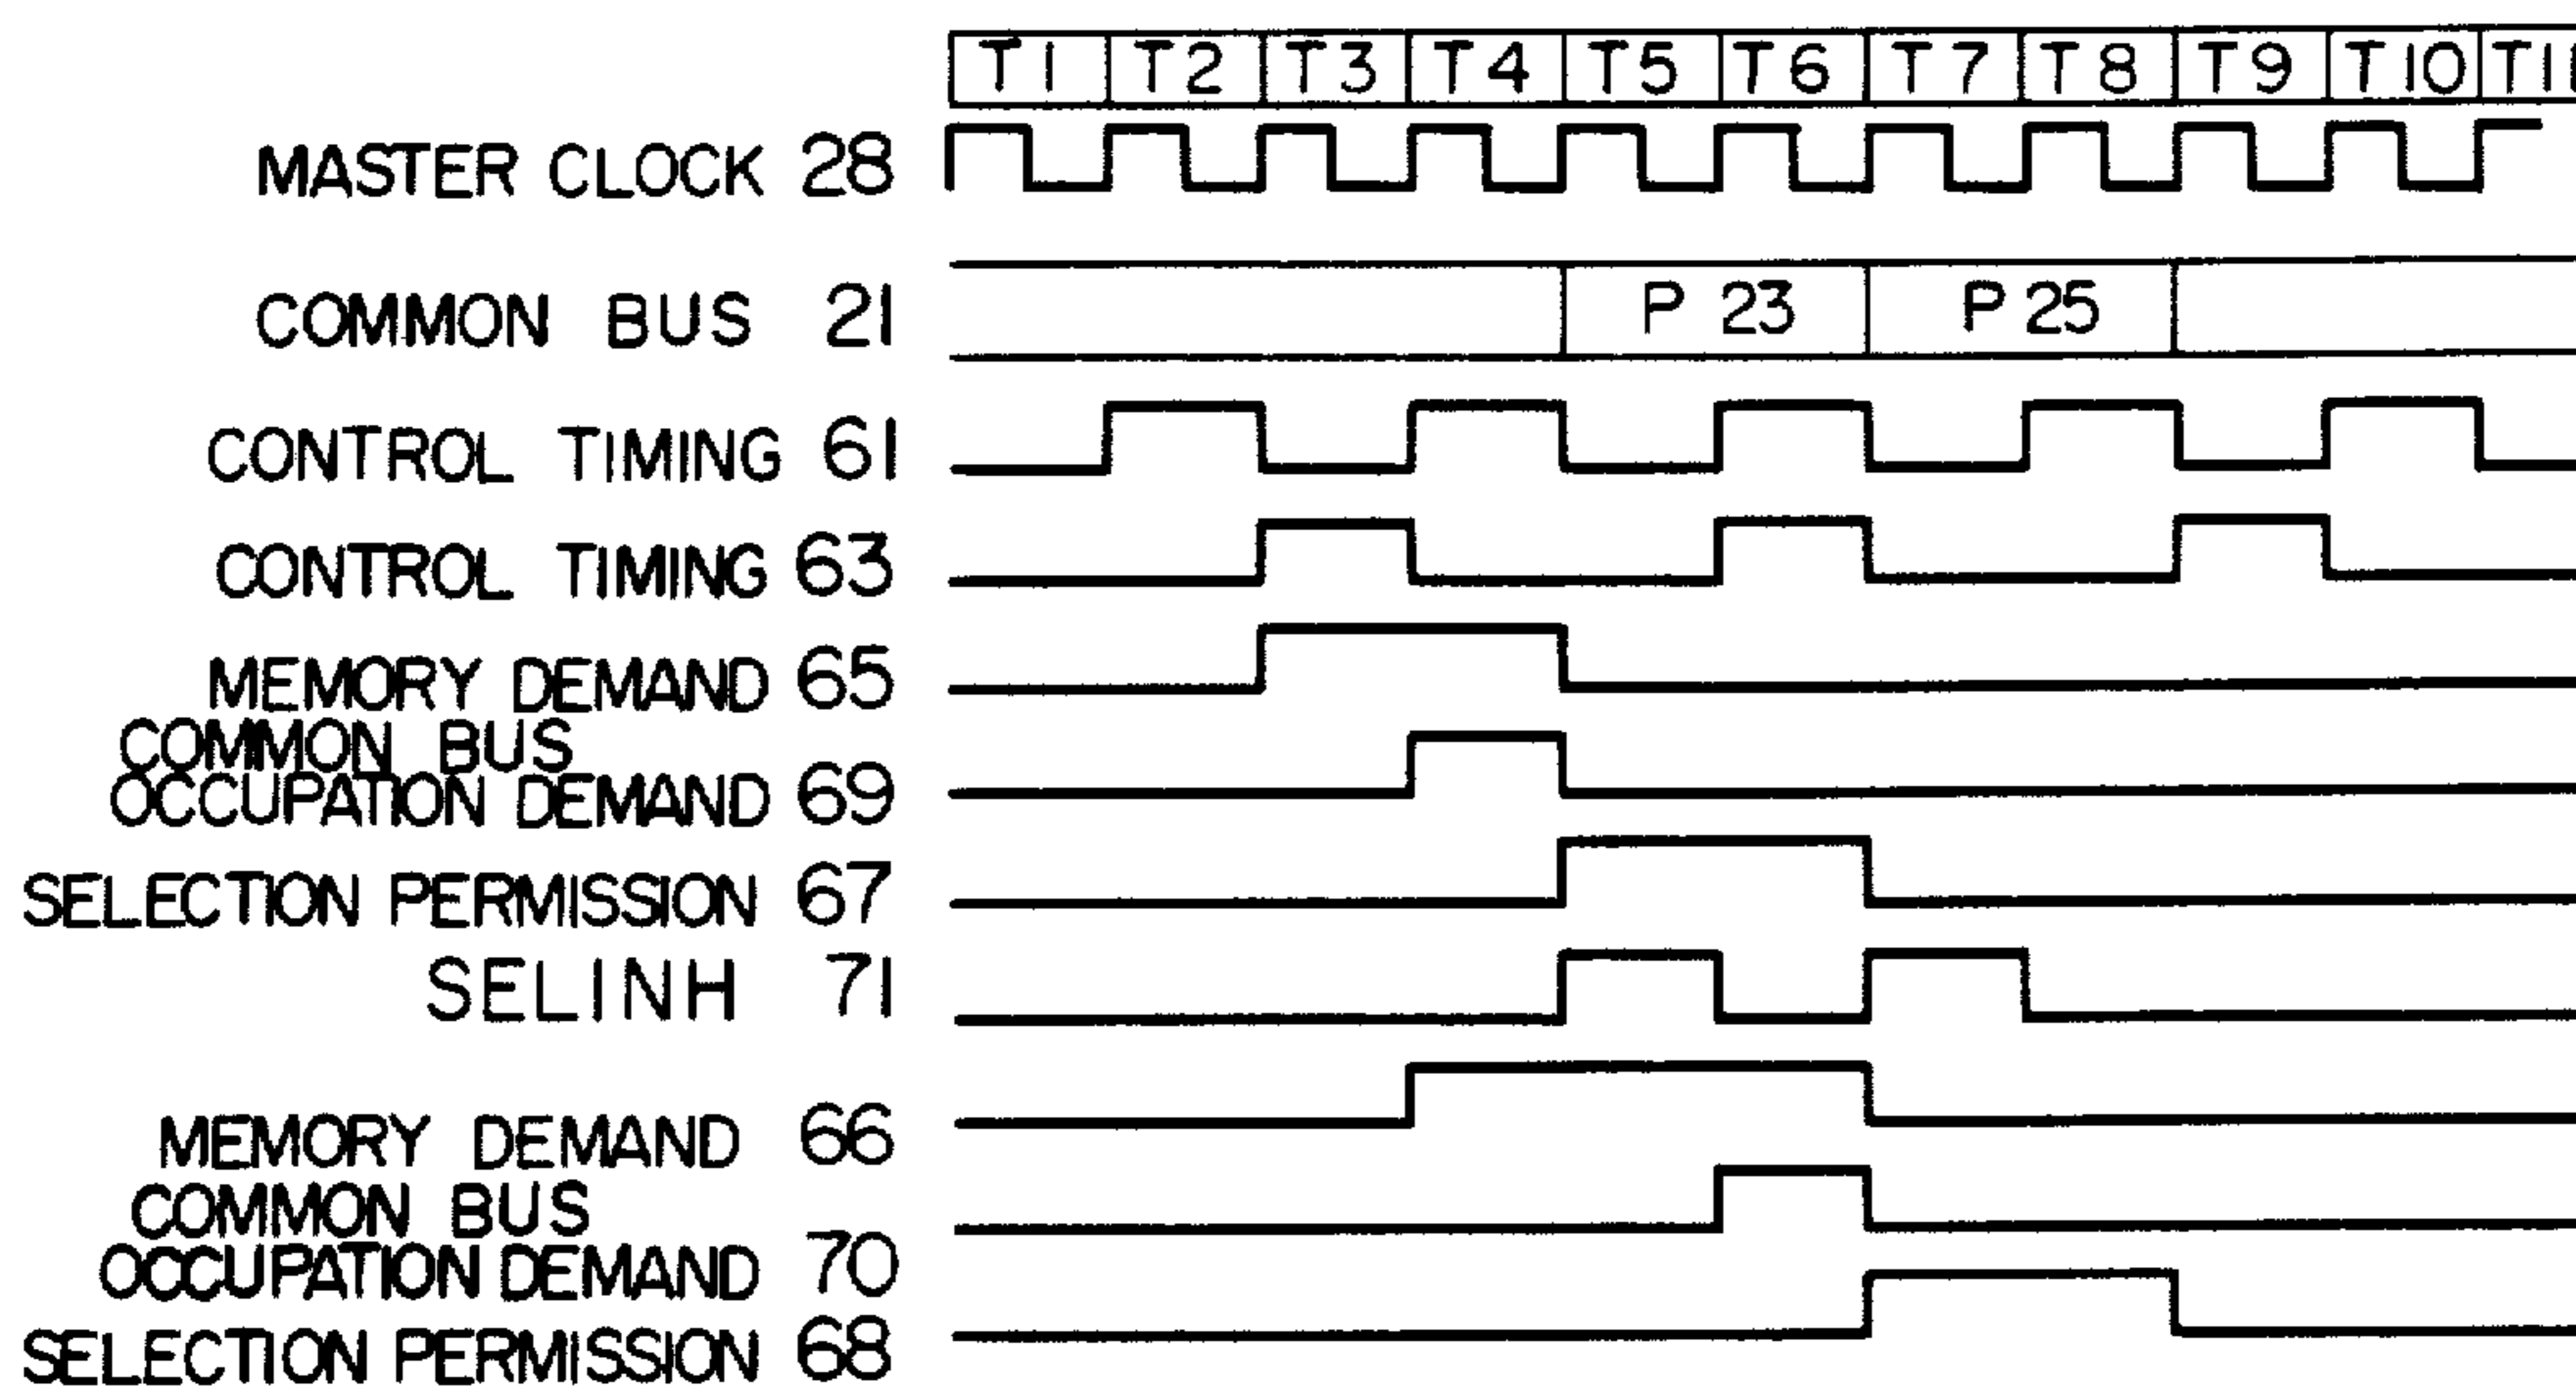 T1 T2 T3 T4 T5 T6 T7 T8 T9 T10 T11
MASTER CLOCK 28
COMMON BUS 21 P 23 P 25
CONTROL TIMING 61
CONTROL TIMING 63
MEMORY DEMAND 65
COMMON BUS
OCCUPATION DEMAND 69
SELECTION PERMISSION 67
SELINH 71
MEMORY DEMAND 66
COMMON BUS
OCCUPATION DEMAND 70
SELECTION PERMISSION 68